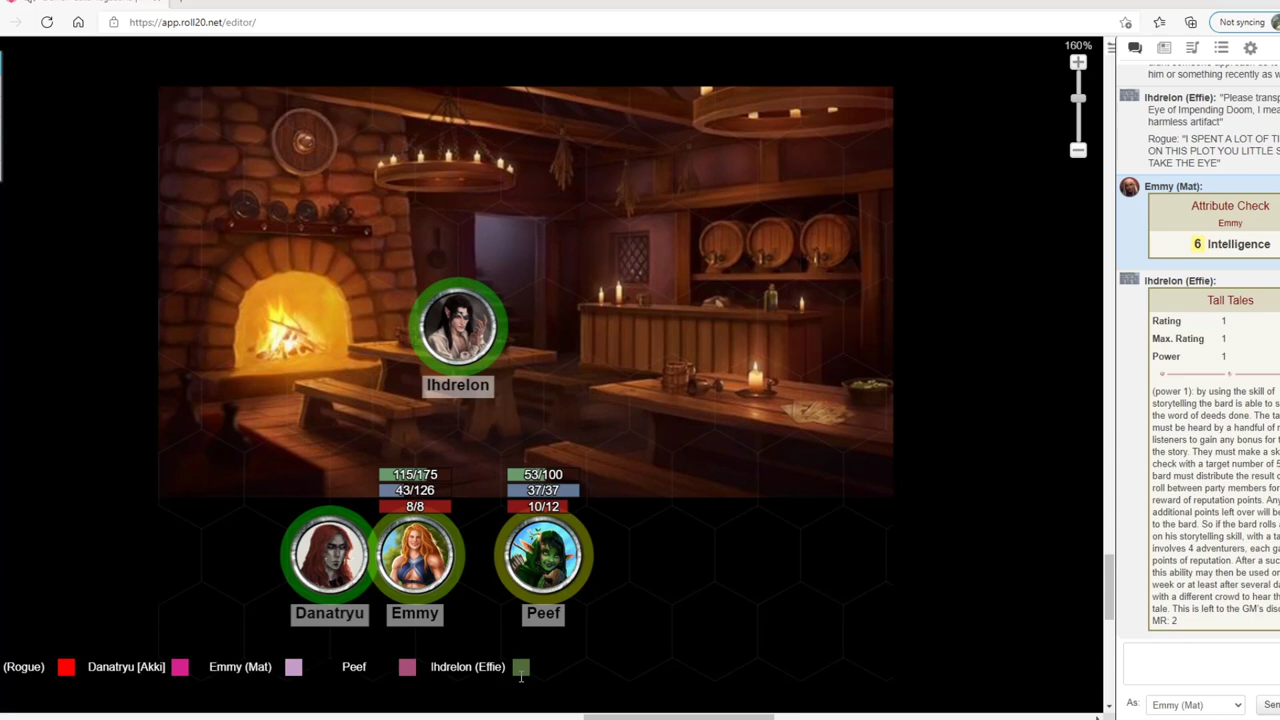 https://app.roll20.net/editor/
Not syncing
160%
him or something recently as w
Ihdrelon (Effie): "Please transp
Eye of Impending Doom, I mea
harmless artifact"
Rogue: "I SPENT A LOT OF TI
ON THIS PLOT YOU LITTLE S
TAKE THE EYE"
Emmy (Mat):
Attribute Check
Emmy
6 Intelligence
Ihdrelon (Effie):
Tall Tales
Rating 1
Max. Rating 1
Power 1
(power 1): by using the skill of
storytelling the bard is able to s
the word of deeds done. The ta
must be heard by a handful of r
listeners to gain any bonus for t
the story. They must make a sk
check with a target number of 5
bard must distribute the result o
roll between party members for
reward of reputation points. Any
additional points left over will be
to the bard. So if the bard rolls a
on his storytelling skill, with a ta
involves 4 adventurers, each ga
points of reputation. After a suc
this ability may then be used on
week or at least after several da
with a different crowd to hear th
tale. This is left to the GM's disc
MR: 2
Ihdrelon
115/175
43/126
8/8
53/100
37/37
10/12
Danatryu
Emmy
Peef
(Rogue)
Danatryu [Akki]
Emmy (Mat)
Peef
Ihdrelon (Effie)
As:
Emmy (Mat)
Sen